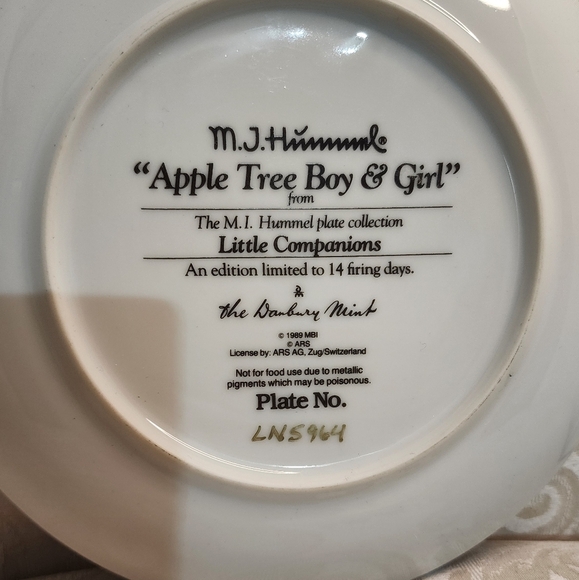 M.J.Hümmel®
“Apple Tree Boy & Girl”
from
The M.I. Hummel plate collection
Little Companions
An edition limited to 14 firing days.
the Danbury Mint
© 1989 MBI
© ARS
License by: ARS AG, Zug/Switzerland
Not for food use due to metallic
pigments which may be poisonous.
Plate No.
LN5964